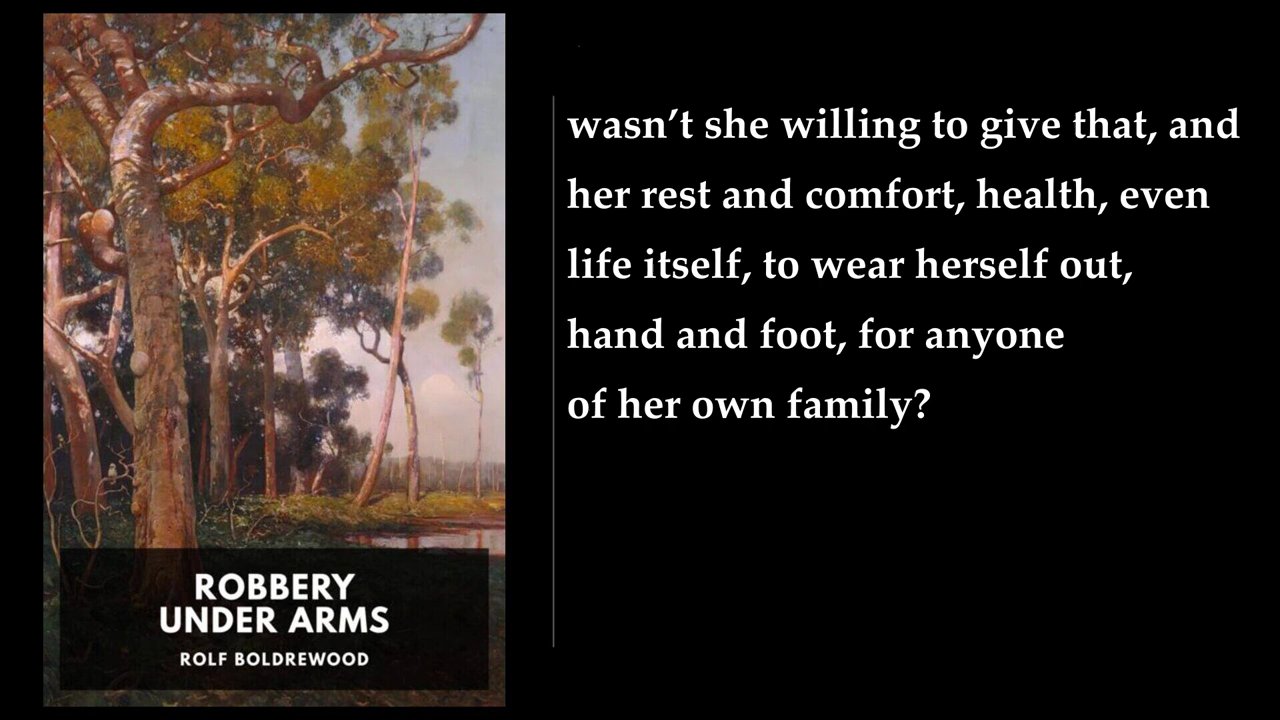 wasn’t she willing to give that, and
her rest and comfort, health, even
life itself, to wear herself out,
hand and foot, for anyone
of her own family?
ROBBERY
UNDER ARMS
ROLF BOLDREWOOD